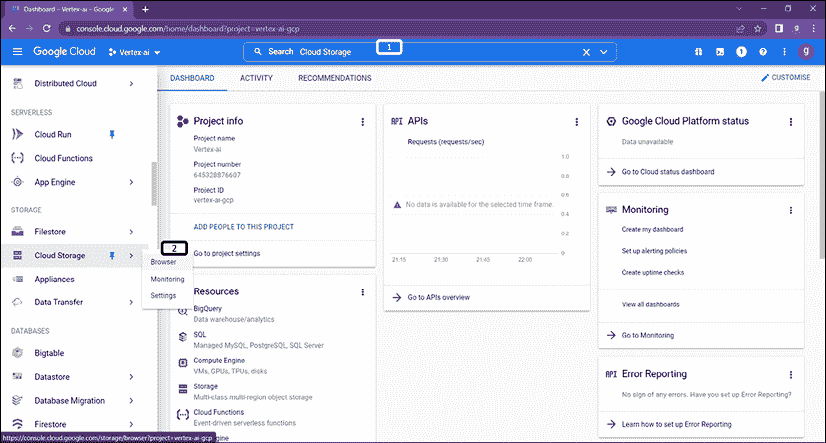 Dashboard – Vertex-ai – Google C
console.cloud.google.com/home/dashboard?project=vertex-ai-gcp
Google Cloud
Vertex-ai
Search Cloud Storage
1
1
g
Distributed Cloud
SERVERLESS
Cloud Run
Cloud Functions
App Engine
STORAGE
Filestore
Cloud Storage
Appliances
Data Transfer
DATABASES
Bigtable
Datastore
Database Migration
Firestore
https://console.cloud.google.com/storage/browser?project=vertex-ai-gcp
2
Browser
Monitoring
Settings
DASHBOARD
ACTIVITY
RECOMMENDATIONS
CUSTOMISE
Project info
Project name
Vertex-ai
Project number
645328876607
Project ID
vertex-ai-gcp
ADD PEOPLE TO THIS PROJECT
Go to project settings
Resources
BigQuery
Data warehouse/analytics
SQL
Managed MySQL, PostgreSQL, SQL Server
Compute Engine
VMs, GPUs, TPUs, disks
Storage
Multi-class multi-region object storage
Cloud Functions
Event-driven serverless functions
Engine
API APIs
Requests (requests/sec)
1.0
0.8
0.6
No data is available for the selected time frame.
0.4
0.2
0
21:15
21:30
21:45
22:00
Go to APIs overview
Google Cloud Platform status
Data unavailable
Go to Cloud status dashboard
Monitoring
Create my dashboard
Set up alerting policies
Create uptime checks
View all dashboards
Go to Monitoring
API Error Reporting
No sign of any errors. Have you set up Error Reporting?
Learn how to set up Error Reporting